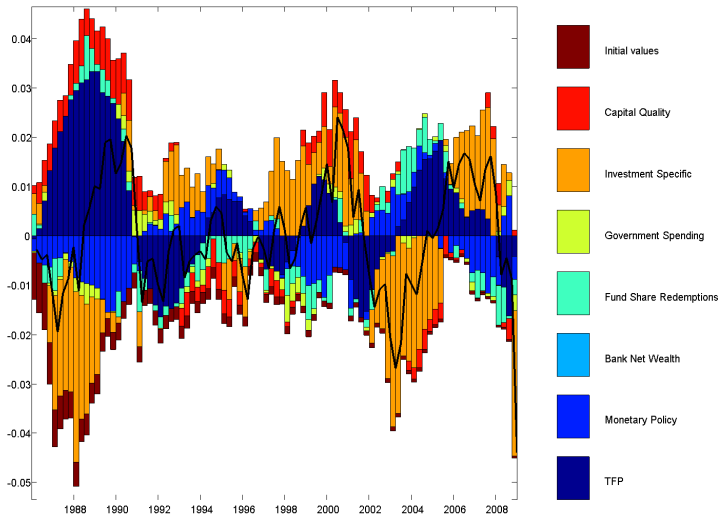 0.04
0.03
0.02
0.01
0
-0.01
-0.02
-0.03
-0.04
-0.05
1988 1990 1992 1994 1996 1998 2000 2002 2004 2006 2008
Initial values
Capital Quality
Investment Specific
Government Spending
Fund Share Redemptions
Bank Net Wealth
Monetary Policy
TFP